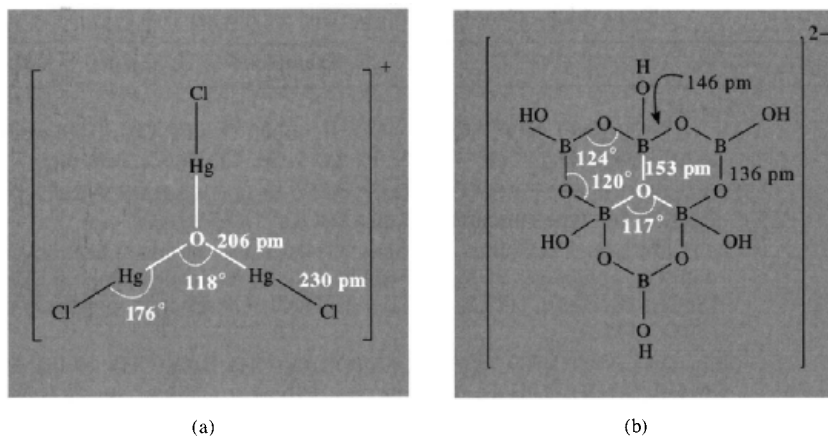 +
Cl
Hg
O 206 pm
Hg 118° Hg 230 pm
Cl 176° Cl
(a)
2−
H
O 146 pm
HO O O OH
B B B
124° 153 pm 136 pm
120°
O O O
B 117° B
HO OH
O O
B
O
H
(b)